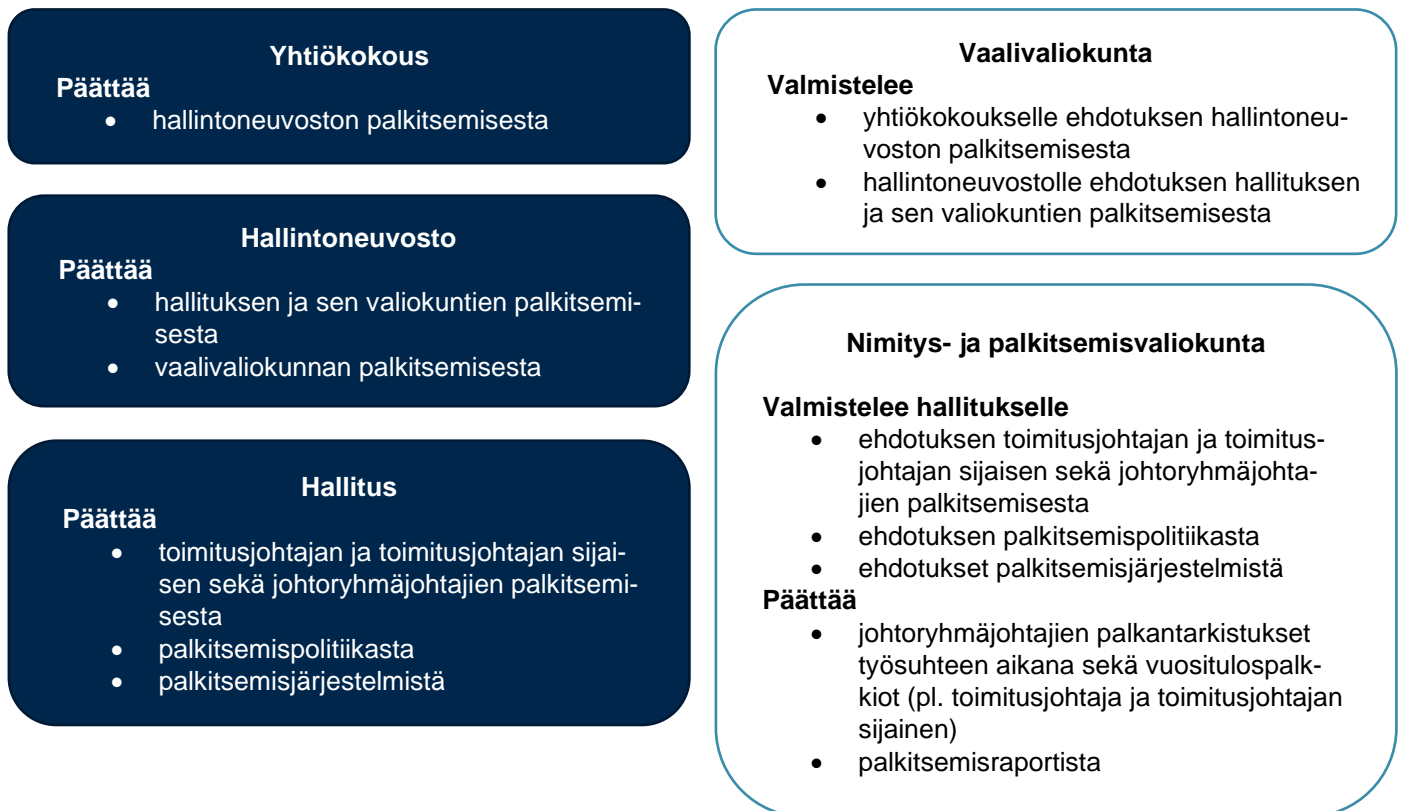 Yhtiökokous
Päättää
• hallintoneuvoston palkitsemisesta
Hallintoneuvosto
Päättää
• hallituksen ja sen valiokuntien palkitsemi-
sesta
• vaalivaliokunnan palkitsemisesta
Hallitus
Päättää
• toimitusjohtajan ja toimitusjohtajan sijai-
sen sekä johtoryhmäjohtajien palkitsemi-
sesta
• palkitsemispolitiikasta
• palkitsemisjärjestelmistä
Vaalivaliokunta
Valmistelee
• yhtiökokoukselle ehdotuksen hallintoneu-
voston palkitsemisesta
• hallintoneuvostolle ehdotuksen hallituksen
ja sen valiokuntien palkitsemisesta
Nimitys- ja palkitsemisvaliokunta
Valmistelee hallitukselle
• ehdotuksen toimitusjohtajan ja toimitus-
johtajan sijaisen sekä johtoryhmäjohta-
jien palkitsemisesta
• ehdotuksen palkitsemispolitiikasta
• ehdotukset palkitsemisjärjestelmistä
Päättää
• johtoryhmäjohtajien palkantarkistukset
työsuhteen aikana sekä vuositulospalk-
kiot (pl. toimitusjohtaja ja toimitusjohtajan
sijainen)
• palkitsemisraportista